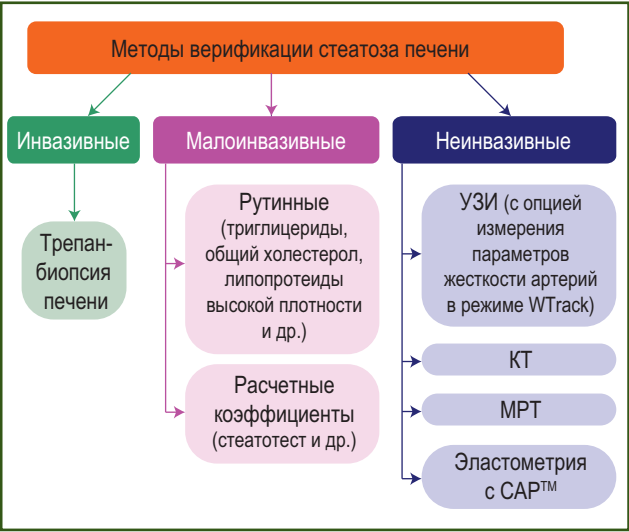 Методы верификации стеатоза печени
Инвазивные
Малоинвазивные
Неинвазивные
Трепан-
биопсия
печени
Рутинные
(триглицериды,
общий холестерол,
липопротеиды
высокой плотности
и др.)
Расчетные
коэффициенты
(стеатотест и др.)
УЗИ (с опцией
измерения
параметров
жесткости артерий
в режиме WTrack)
КТ
МРТ
Эластометрия
с CAP™